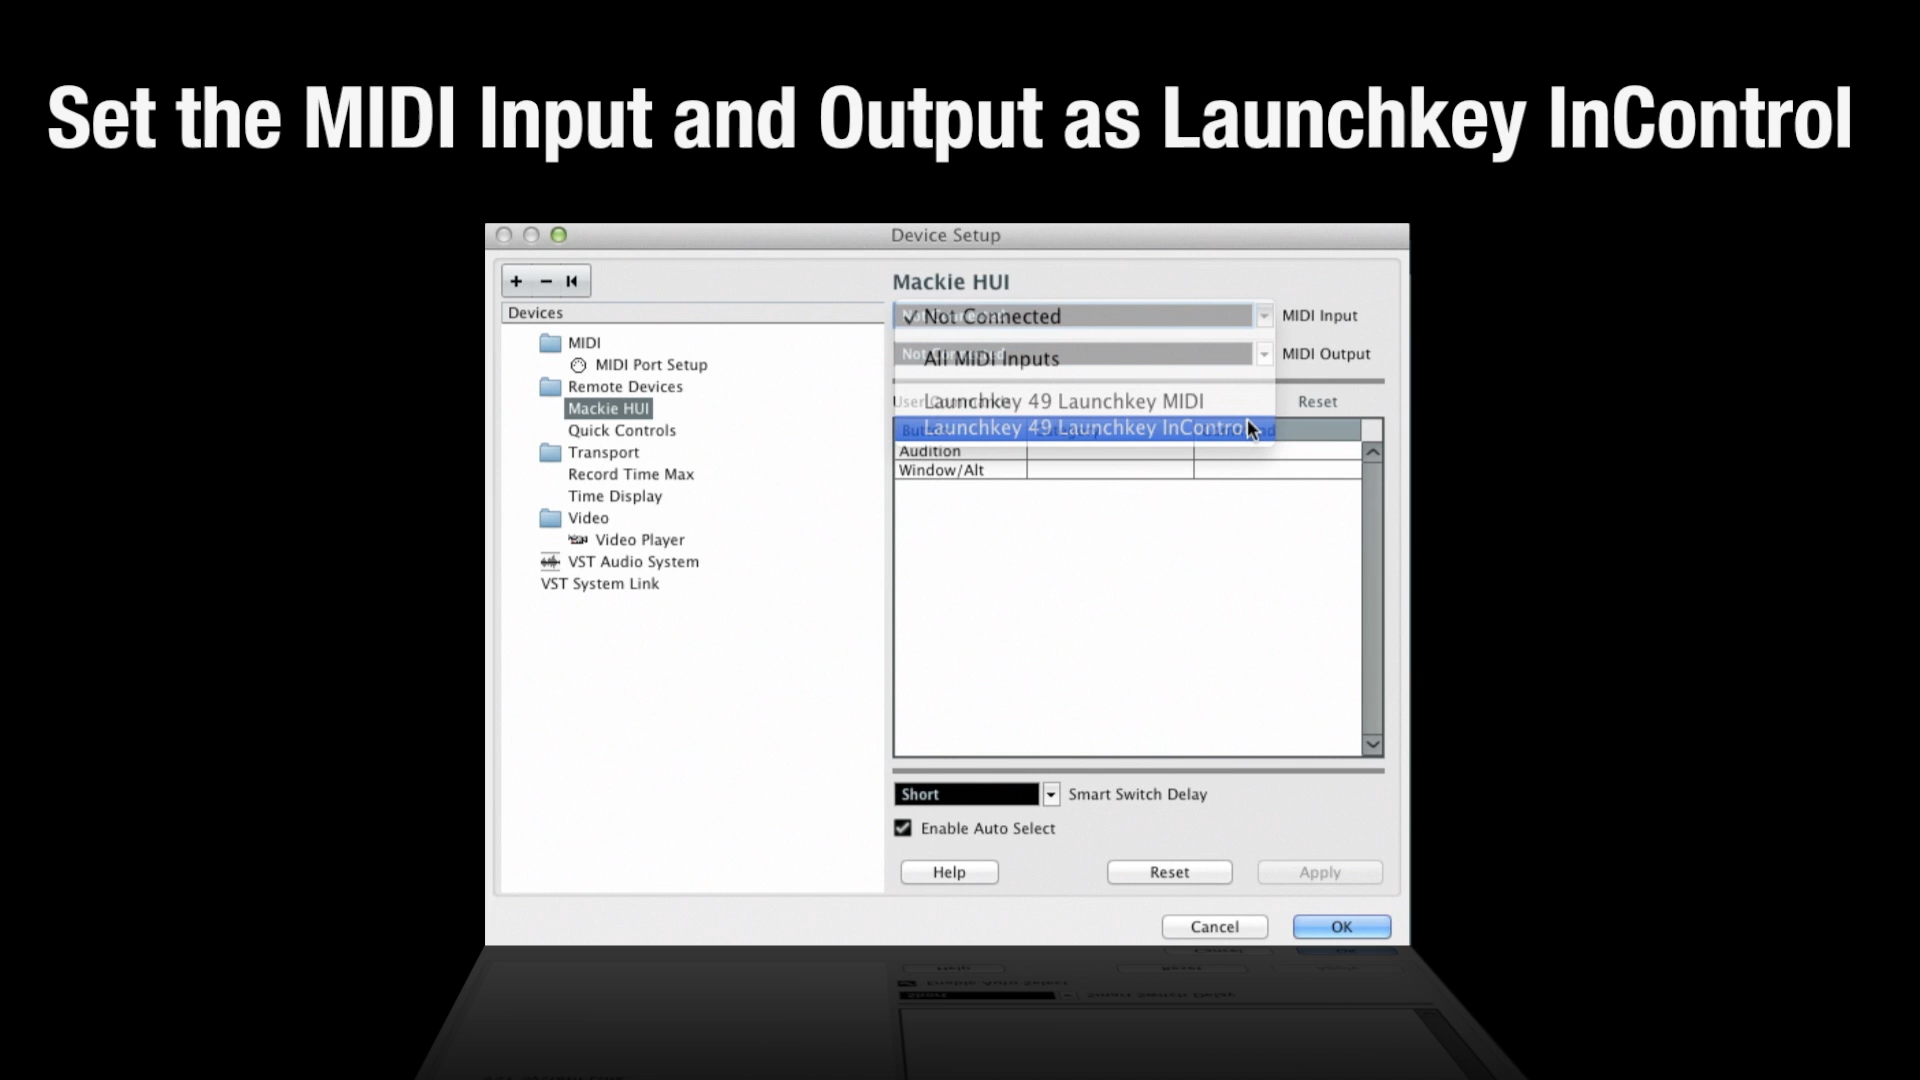 Set the MIDI Input and Output as Launchkey InControl
Device Setup
+ -
Devices
MIDI
MIDI Port Setup
Remote Devices
Mackie HUI
Quick Controls
Transport
Record Time Max
Time Display
Video
Video Player
VST Audio System
VST System Link
Mackie HUI
✓ Not Connected
MIDI Input
Not Connected
All MIDI Inputs
MIDI Output
Launchkey 49 Launchkey MIDI
Reset
Launchkey 49 Launchkey InControl
Audition
Window/Alt
Short
Smart Switch Delay
Enable Auto Select
Help
Reset
Apply
Cancel
OK